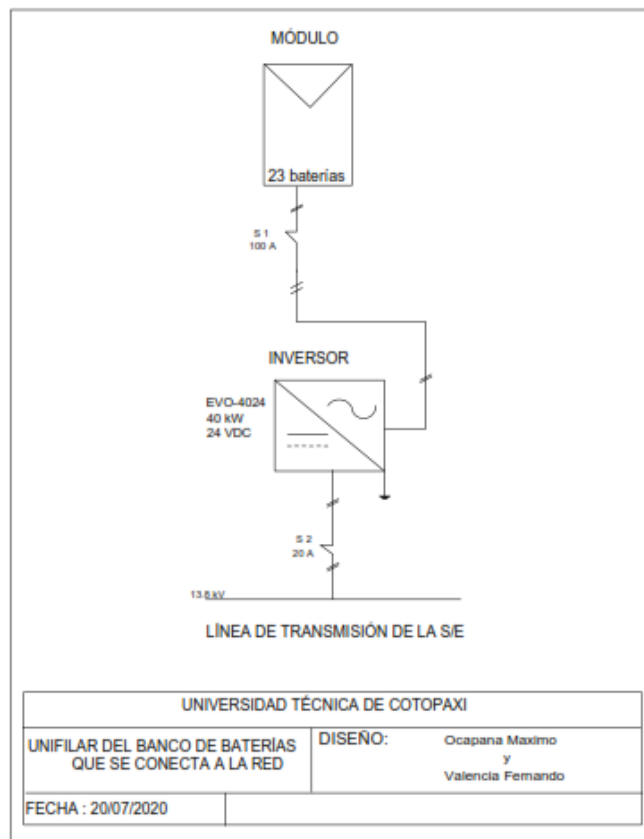 MÓDULO
23 baterías
S 1
100 A
INVERSOR
EVO-4024
40 kW
24 VDC
S 2
20 A
13.8 kV
LÍNEA DE TRANSMISIÓN DE LA S/E
UNIVERSIDAD TÉCNICA DE COTOPAXI
UNIFILAR DEL BANCO DE BATERÍAS
QUE SE CONECTA A LA RED
DISEÑO:
Ocapana Maximo
y
Valencia Fernando
FECHA : 20/07/2020